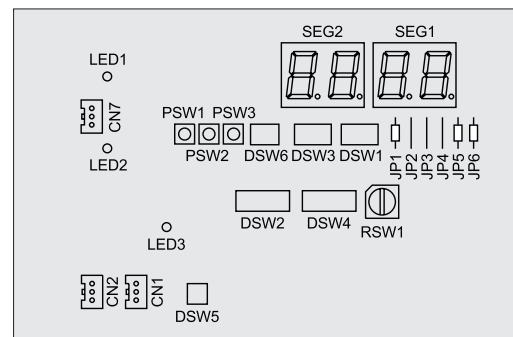 SEG2 SEG1
LED1
CN7
PSW1 PSW3
LED2
PSW2 DSW6 DSW3 DSW1
JP1 JP2 JP3 JP4 JP5 JP6
DSW2 DSW4 RSW1
LED3
CN2 CN1
DSW5